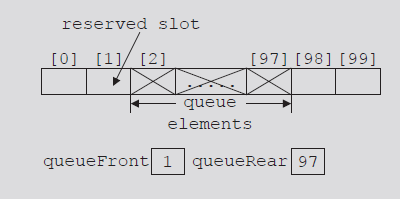 reserved slot
[0] [1] [2] [97] [98] [99]
.....
queue
elements
queueFront 1 queueRear 97